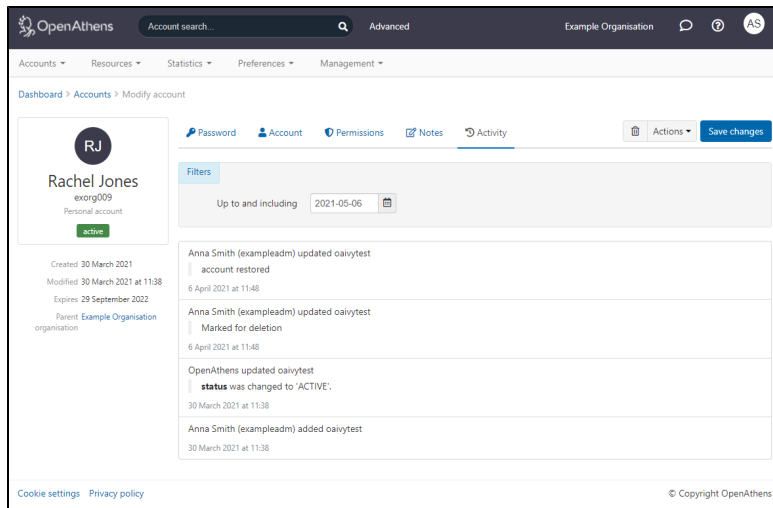 OpenAthens
Account search...
Advanced
Example Organisation
AS
Accounts
Resources
Statistics
Preferences
Management
Dashboard > Accounts > Modify account
RJ
Rachel Jones
exorg009
Personal account
active
Created 30 March 2021
Modified 30 March 2021 at 11:38
Expires 29 September 2022
Parent Example Organisation
organisation
Password
Account
Permissions
Notes
Activity
Actions
Save changes
Filters
Up to and including 2021-05-06
Anna Smith (exampleadm) updated oaivytest
account restored
6 April 2021 at 11:48
Anna Smith (exampleadm) updated oaivytest
Marked for deletion
6 April 2021 at 11:48
OpenAthens updated oaivytest
status was changed to 'ACTIVE'.
30 March 2021 at 11:38
Anna Smith (exampleadm) added oaivytest
30 March 2021 at 11:38
Cookie settings Privacy policy
© Copyright OpenAthens